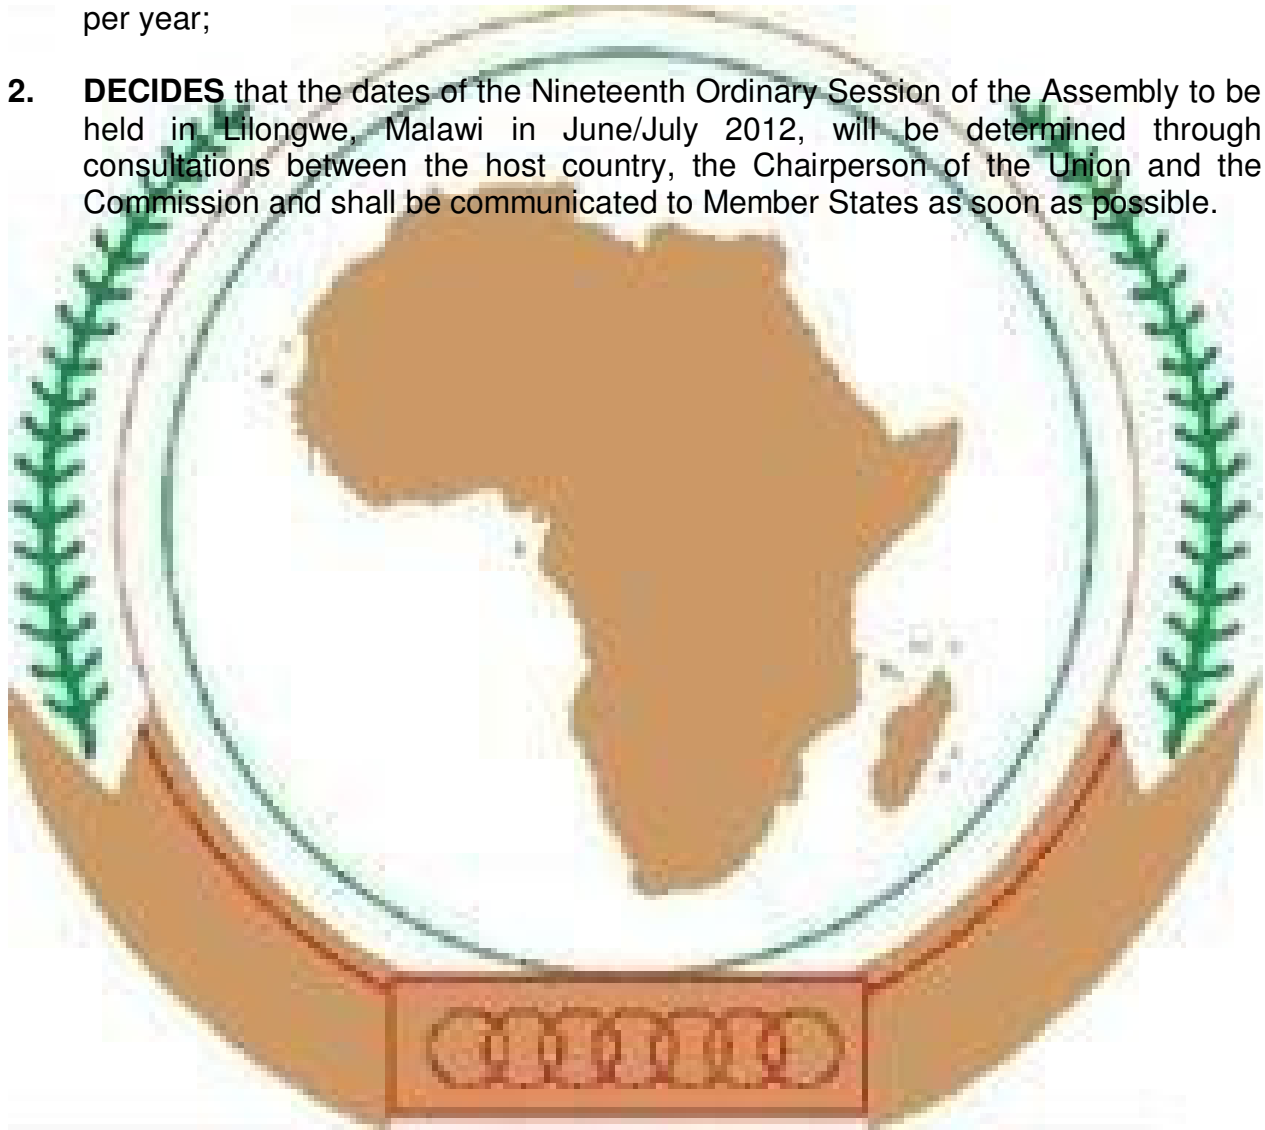 per year;
2. DECIDES that the dates of the Nineteenth Ordinary Session of the Assembly to be
held in Lilongwe, Malawi in June/July 2012, will be determined through
consultations between the host country, the Chairperson of the Union and the
Commission and shall be communicated to Member States as soon as possible.